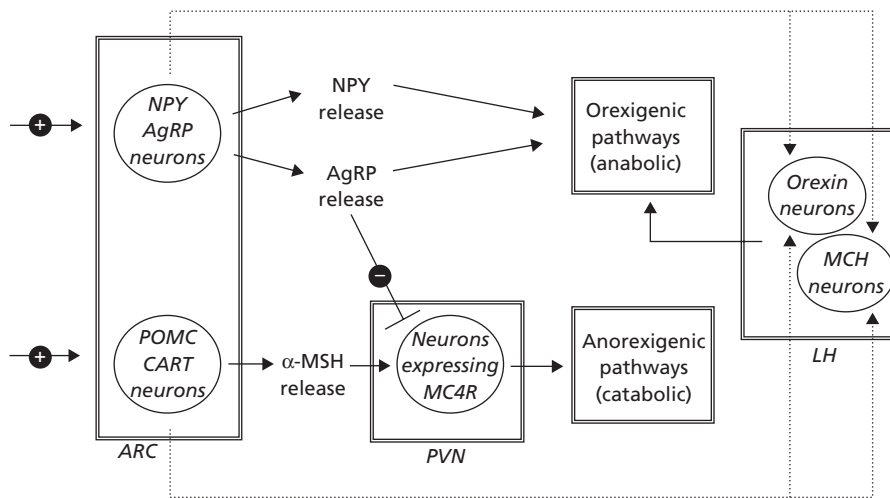 NPY
AgRP
neurons
NPY
release
AgRP
release
Orexigenic
pathways
(anabolic)
Orexin
neurons
MCH
neurons
LH
+
−
+
POMC
CART
neurons
α-MSH
release
Neurons
expressing
MC4R
Anorexigenic
pathways
(catabolic)
ARC
PVN